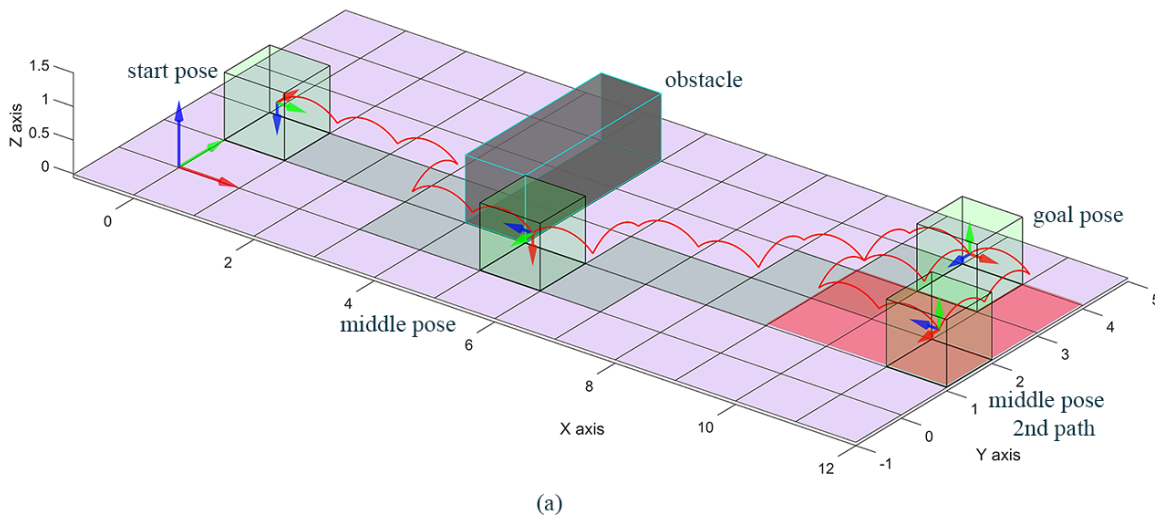 1.5
1
0.5
0
Z axis
start pose
obstacle
goal pose
middle pose
middle pose
2nd path
0
2
4
6
8
10
12
X axis
-1
0
1
2
3
4
5
Y axis
(a)